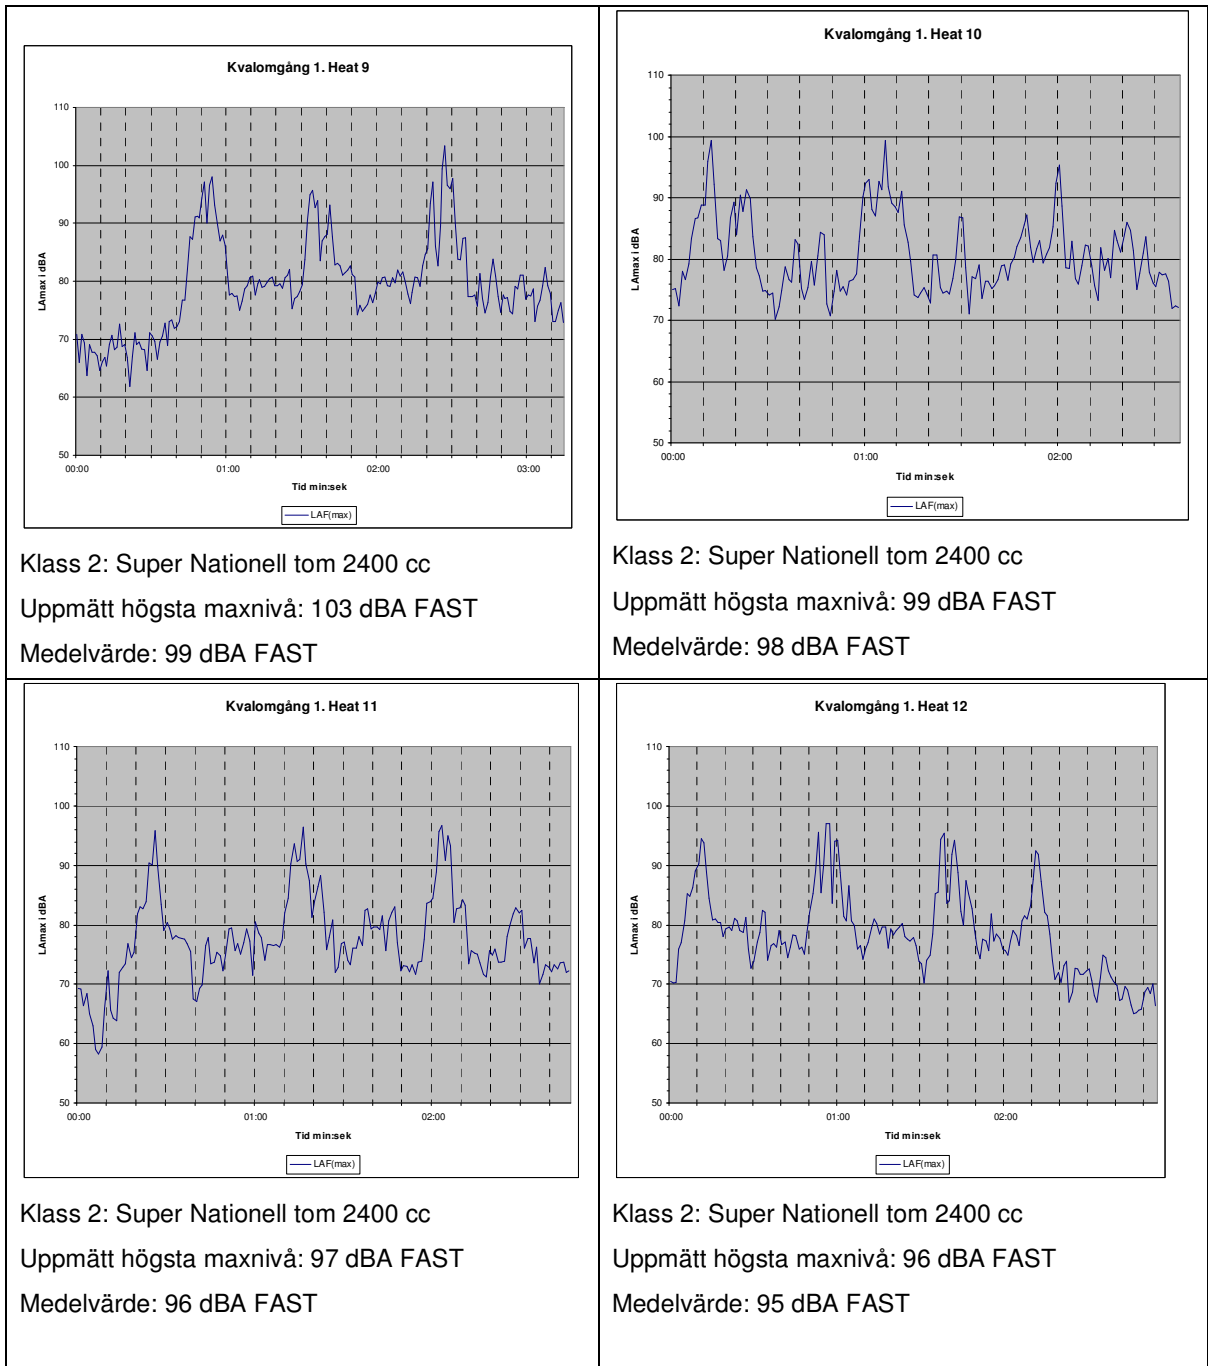 Kvalomgång 1. Heat 9
110
100
90
80
70
60
50
LAmax i dBA
00:00 01:00 02:00 03:00
Tid min:sek
LAF(max)
Klass 2: Super Nationell tom 2400 cc
Uppmätt högsta maxnivå: 103 dBA FAST
Medelvärde: 99 dBA FAST
Kvalomgång 1. Heat 10
110
100
90
80
70
60
50
LAmax i dBA
00:00 01:00 02:00
Tid min:sek
LAF(max)
Klass 2: Super Nationell tom 2400 cc
Uppmätt högsta maxnivå: 99 dBA FAST
Medelvärde: 98 dBA FAST
Kvalomgång 1. Heat 11
110
100
90
80
70
60
50
LAmax i dBA
00:00 01:00 02:00
Tid min:sek
LAF(max)
Klass 2: Super Nationell tom 2400 cc
Uppmätt högsta maxnivå: 97 dBA FAST
Medelvärde: 96 dBA FAST
Kvalomgång 1. Heat 12
110
100
90
80
70
60
50
LAmax i dBA
00:00 01:00 02:00
Tid min:sek
LAF(max)
Klass 2: Super Nationell tom 2400 cc
Uppmätt högsta maxnivå: 96 dBA FAST
Medelvärde: 95 dBA FAST